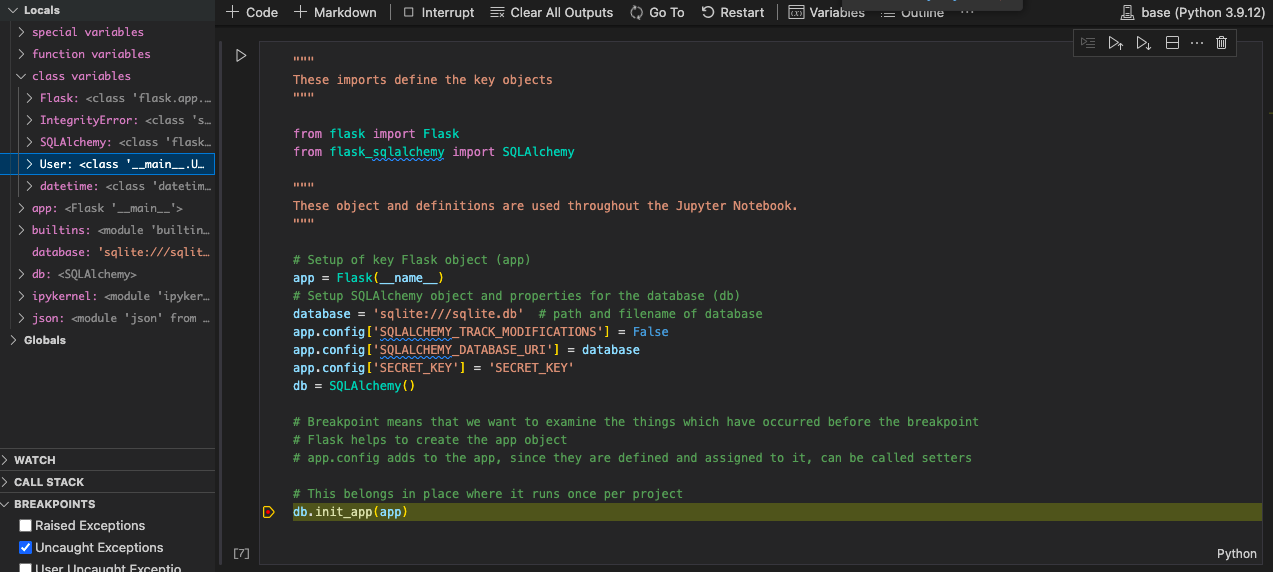 Locals
special variables
function variables
class variables
Flask: <class 'flask.app.…
IntegrityError: <class 's…
SQLAlchemy: <class 'flask…
User: <class '__main__.U…
datetime: <class 'datetim…
app: <Flask '__main__'>
builtins: <module 'builtin…
database: 'sqlite:///sqlit…
db: <SQLAlchemy>
ipykernel: <module 'ipyker…
json: <module 'json' from …
Globals
WATCH
CALL STACK
BREAKPOINTS
Raised Exceptions
Uncaught Exceptions
User Uncaught Exceptio
+ Code + Markdown Interrupt Clear All Outputs Go To Restart Variables Outline … base (Python 3.9.12)
"""
These imports define the key objects
"""
from flask import Flask
from flask_sqlalchemy import SQLAlchemy
"""
These object and definitions are used throughout the Jupyter Notebook.
"""
# Setup of key Flask object (app)
app = Flask(__name__)
# Setup SQLAlchemy object and properties for the database (db)
database = 'sqlite:///sqlite.db'  # path and filename of database
app.config['SQLALCHEMY_TRACK_MODIFICATIONS'] = False
app.config['SQLALCHEMY_DATABASE_URI'] = database
app.config['SECRET_KEY'] = 'SECRET_KEY'
db = SQLAlchemy()
# Breakpoint means that we want to examine the things which have occurred before the breakpoint
# Flask helps to create the app object
# app.config adds to the app, since they are defined and assigned to it, can be called setters
# This belongs in place where it runs once per project
db.init_app(app)
[7]
Python